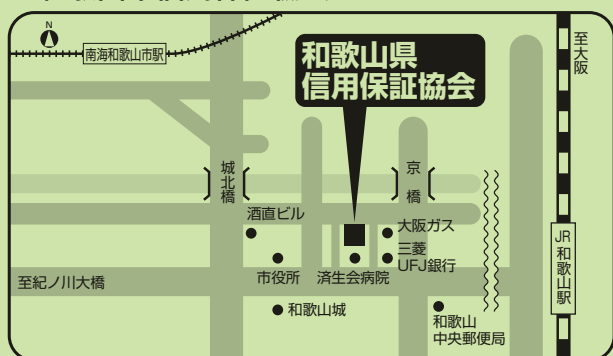 N
南海和歌山市駅
和歌山県
信用保証協会
至大阪
城北橋
京橋
酒直ビル
大阪ガス
三菱
UFJ銀行
市役所
済生会病院
至紀ノ川大橋
和歌山城
和歌山
中央郵便局
JR和歌山駅